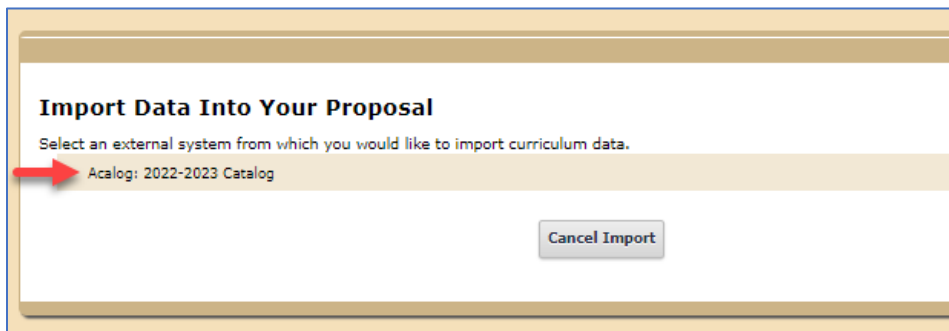 Import Data Into Your Proposal
Select an external system from which you would like to import curriculum data.
Acalog: 2022-2023 Catalog
Cancel Import